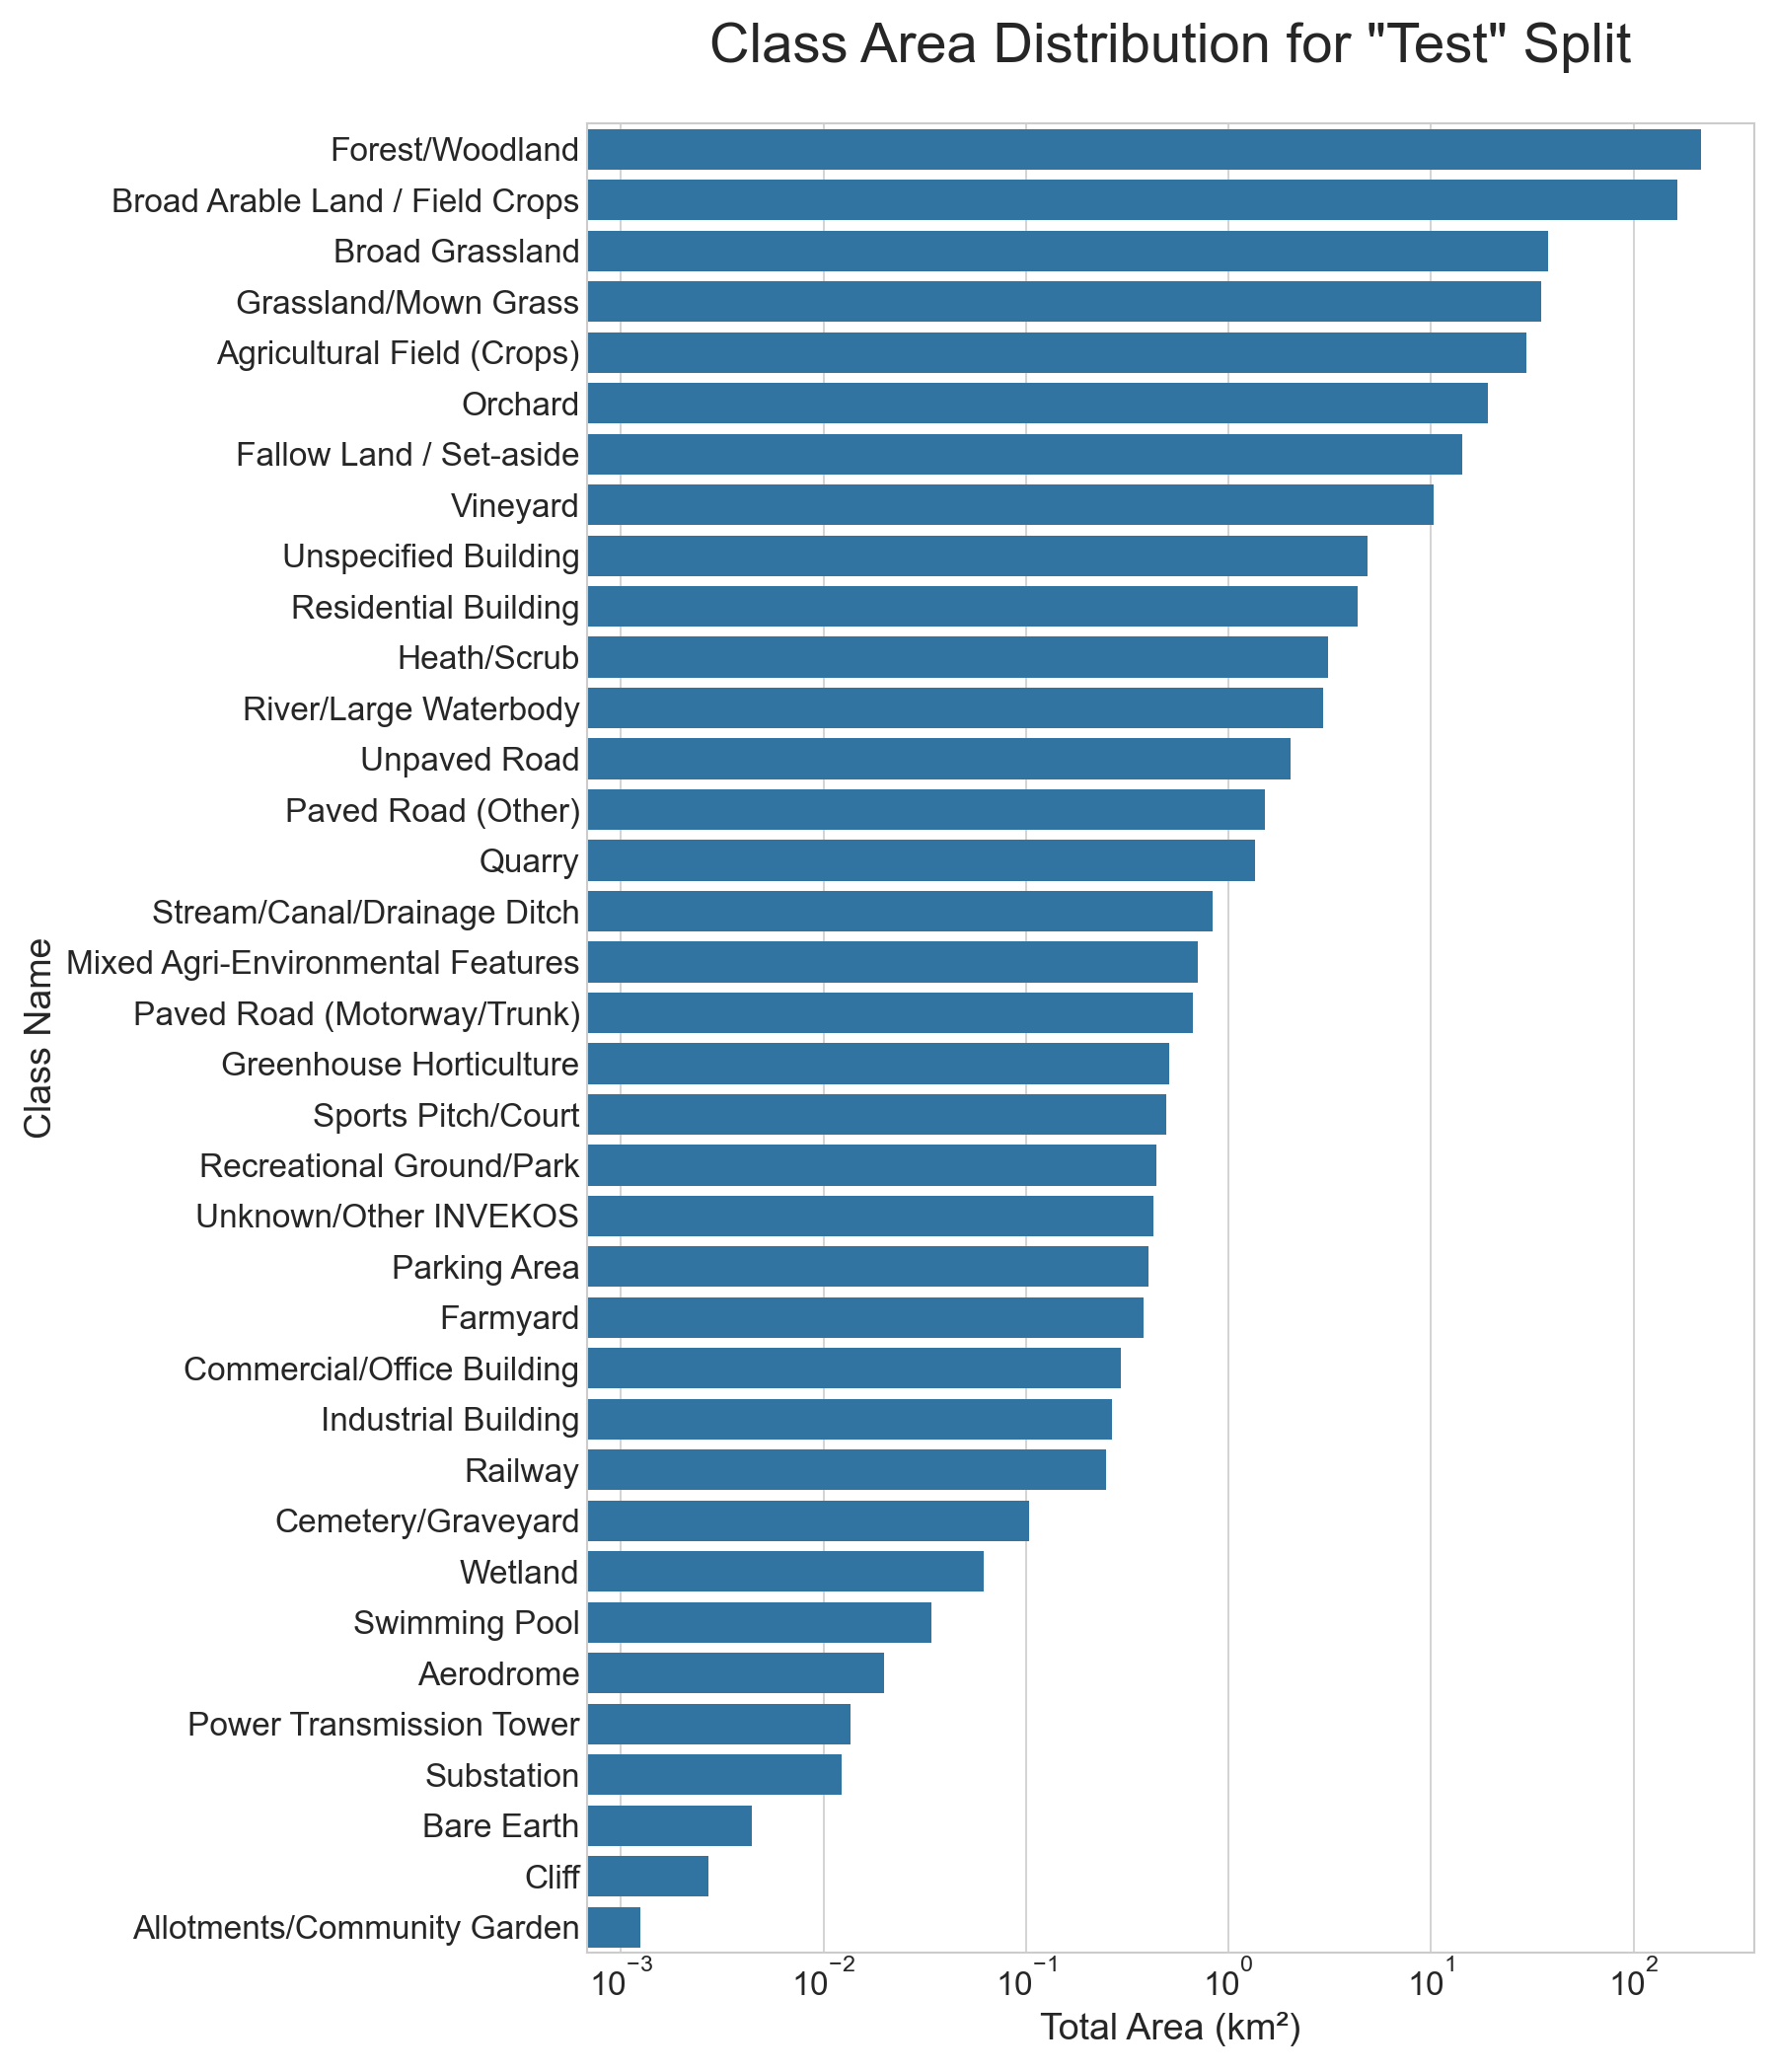 Class Area Distribution for "Test" Split
Class Name
Forest/Woodland
Broad Arable Land / Field Crops
Broad Grassland
Grassland/Mown Grass
Agricultural Field (Crops)
Orchard
Fallow Land / Set-aside
Vineyard
Unspecified Building
Residential Building
Heath/Scrub
River/Large Waterbody
Unpaved Road
Paved Road (Other)
Quarry
Stream/Canal/Drainage Ditch
Mixed Agri-Environmental Features
Paved Road (Motorway/Trunk)
Greenhouse Horticulture
Sports Pitch/Court
Recreational Ground/Park
Unknown/Other INVEKOS
Parking Area
Farmyard
Commercial/Office Building
Industrial Building
Railway
Cemetery/Graveyard
Wetland
Swimming Pool
Aerodrome
Power Transmission Tower
Substation
Bare Earth
Cliff
Allotments/Community Garden
10⁻³ 10⁻² 10⁻¹ 10⁰ 10¹ 10²
Total Area (km²)